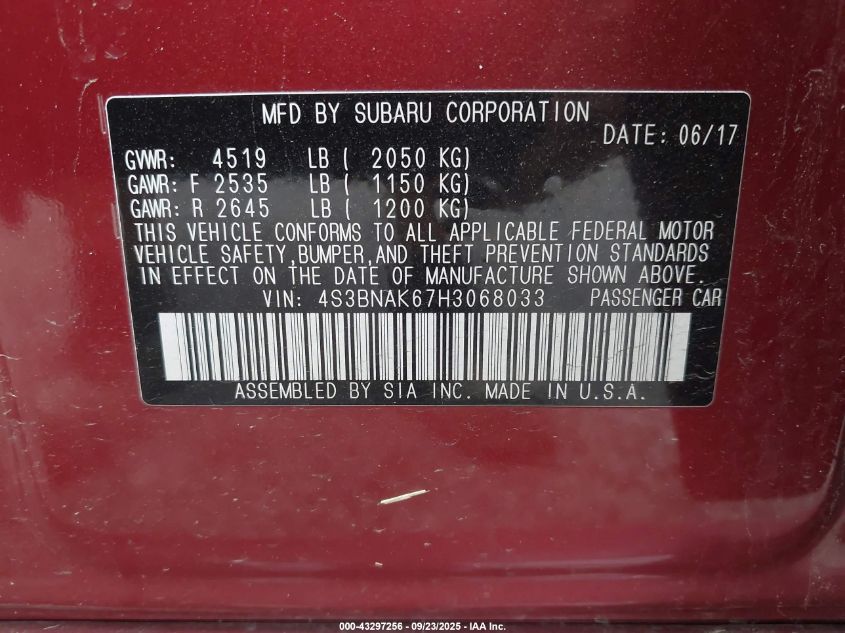 MFD BY SUBARU CORPORATION
DATE: 06/17
GVWR: 4519 LB ( 2050 KG)
GAWR: F 2535 LB ( 1150 KG)
GAWR: R 2645 LB ( 1200 KG)
THIS VEHICLE CONFORMS TO ALL APPLICABLE FEDERAL MOTOR
VEHICLE SAFETY,BUMPER,AND THEFT PREVENTION STANDARDS
IN EFFECT ON THE DATE OF MANUFACTURE SHOWN ABOVE.
VIN: 4S3BNAK67H3068033 PASSENGER CAR
ASSEMBLED BY SIA INC. MADE IN U.S.A.
000-43297256 - 09/23/2025 - IAA Inc.